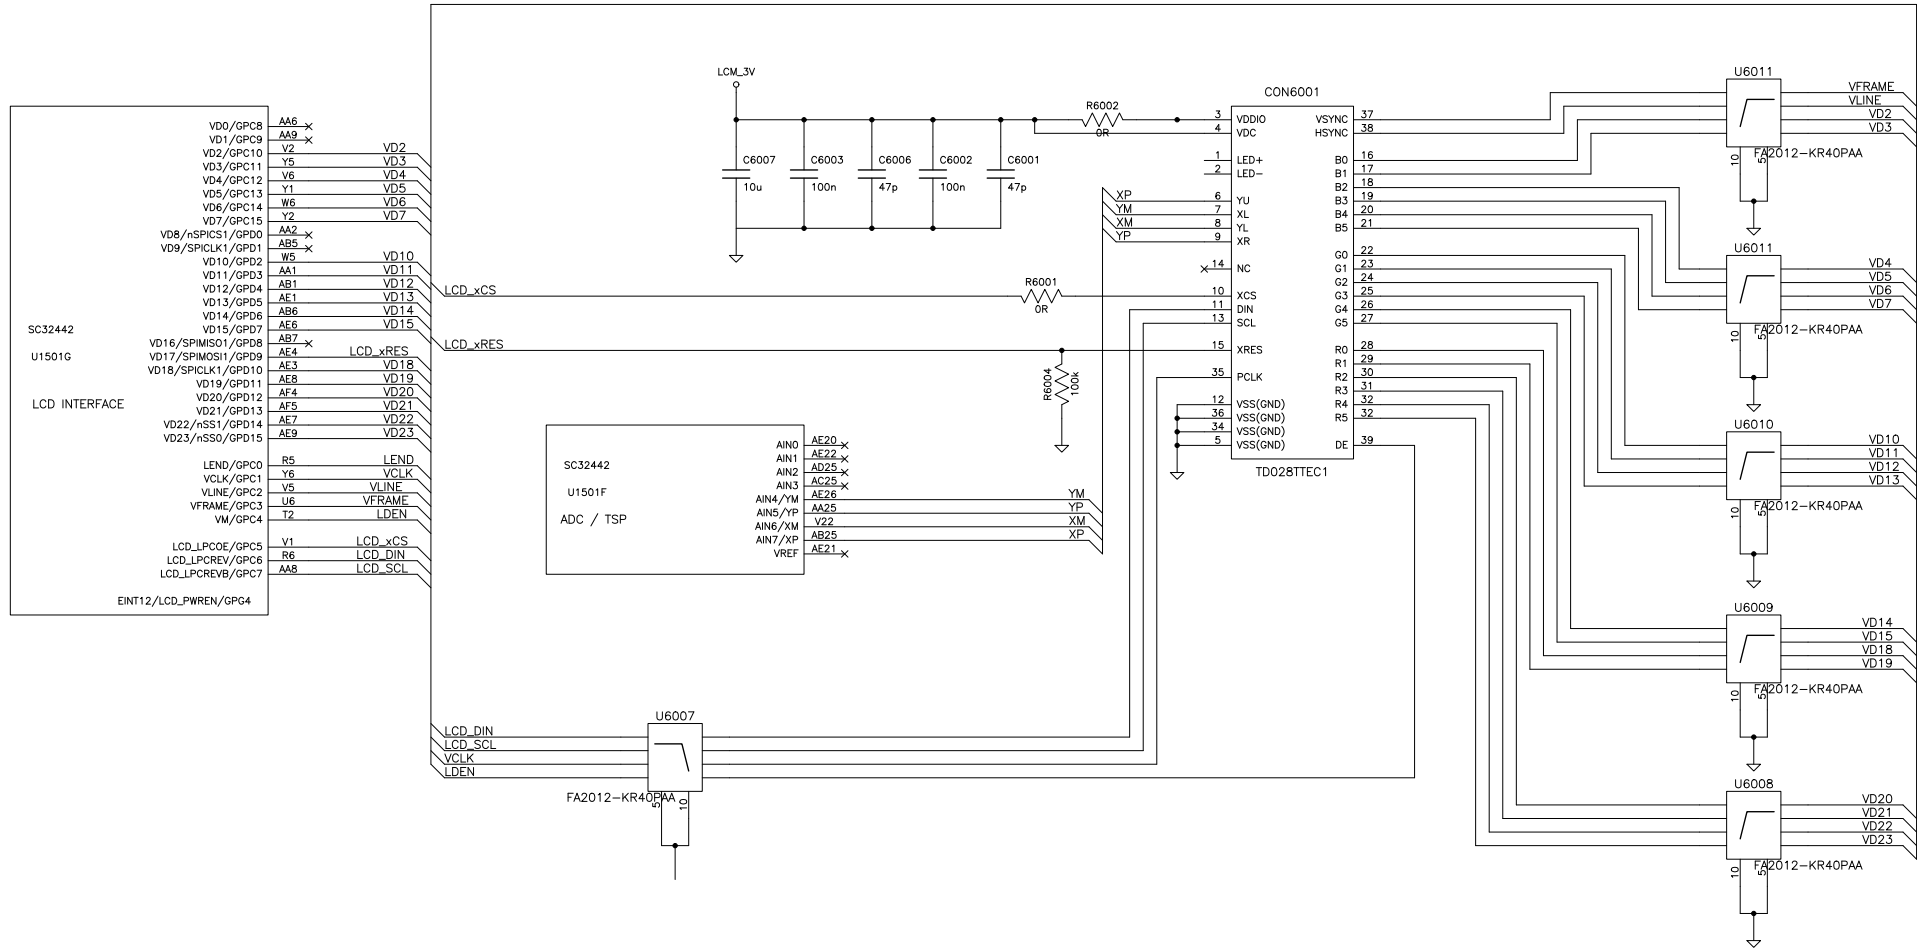 SC32442
U1501G
LCD INTERFACE
VD0/GPC8 AA6
VD1/GPC9 AA9
VD2/GPC10 V2 VD2
VD3/GPC11 Y5 VD3
VD4/GPC12 V6 VD4
VD5/GPC13 Y1 VD5
VD6/GPC14 W6 VD6
VD7/GPC15 Y2 VD7
VD8/nSPICS1/GPD0 AA2
VD9/SPICLK1/GPD1 AB5
VD10/GPD2 W5 VD10
VD11/GPD3 AA1 VD11
VD12/GPD4 AB1 VD12
VD13/GPD5 AE1 VD13
VD14/GPD6 AB6 VD14
VD15/GPD7 AE6 VD15
VD16/SPIMISO1/GPD8 AB7
VD17/SPIMOSI1/GPD9 AE4 LCD_xRES
VD18/SPICLK1/GPD10 AE3 VD18
VD19/GPD11 AE8 VD19
VD20/GPD12 AF4 VD20
VD21/GPD13 AF5 VD21
VD22/nSS1/GPD14 AE7 VD22
VD23/nSS0/GPD15 AE9 VD23
LEND/GPC0 R5 LEND
VCLK/GPC1 Y6 VCLK
VLINE/GPC2 V5 VLINE
VFRAME/GPC3 U6 VFRAME
VM/GPC4 T2 LDEN
LCD_LPCOE/GPC5 V1 LCD_xCS
LCD_LPCREV/GPC6 R6 LCD_DIN
LCD_LPCREVB/GPC7 AA8 LCD_SCL
EINT12/LCD_PWREN/GPG4
LCM_3V
C6007
10u
C6003
100n
C6006
47p
C6002
100n
C6001
47p
R6002
0R
LCD_xCS
R6001
0R
LCD_xRES
R6004
100k
XP
YM
XM
YP
CON6001
3 VDDIO
4 VDC
1 LED+
2 LED-
6 YU
7 XL
8 YL
9 XR
14 NC
10 XCS
11 DIN
13 SCL
15 XRES
35 PCLK
12 VSS(GND)
36 VSS(GND)
34 VSS(GND)
5 VSS(GND)
VSYNC 37
HSYNC 38
B0 16
B1 17
B2 18
B3 19
B4 20
B5 21
G0 22
G1 23
G2 24
G3 25
G4 26
G5 27
R0 28
R1 29
R2 30
R3 31
R4 32
R5 32
DE 39
TD028TTEC1
SC32442
U1501F
ADC / TSP
AIN0 AE20
AIN1 AE22
AIN2 AD25
AIN3 AC25
AIN4/YM AE26 YM
AIN5/YP AA25 YP
AIN6/XM V22 XM
AIN7/XP AB25 XP
VREF AE21
U6007
LCD_DIN
LCD_SCL
VCLK
LDEN
FA2012-KR40PAA
5 10
U6011
VFRAME
VLINE
VD2
VD3
FA2012-KR40PAA
10 5
U6011
VD4
VD5
VD6
VD7
FA2012-KR40PAA
10 5
U6010
VD10
VD11
VD12
VD13
FA2012-KR40PAA
10 5
U6009
VD14
VD15
VD18
VD19
FA2012-KR40PAA
10 5
U6008
VD20
VD21
VD22
VD23
FA2012-KR40PAA
10 5